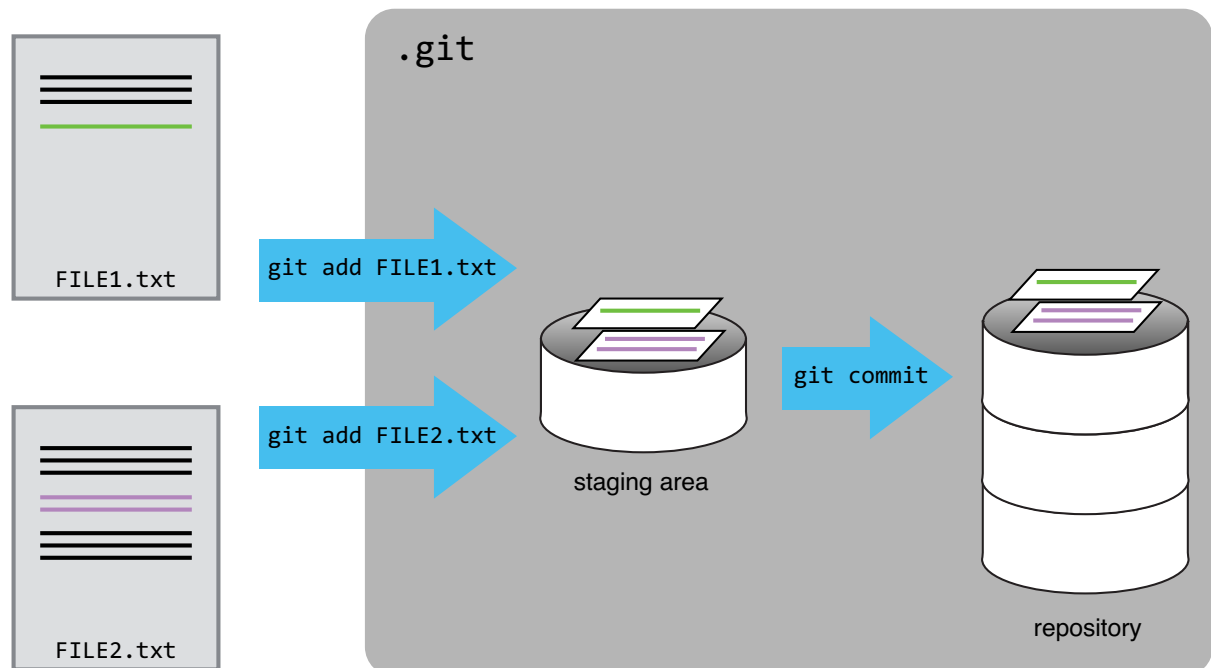 .git
FILE1.txt
git add FILE1.txt
git commit
git add FILE2.txt
staging area
repository
FILE2.txt